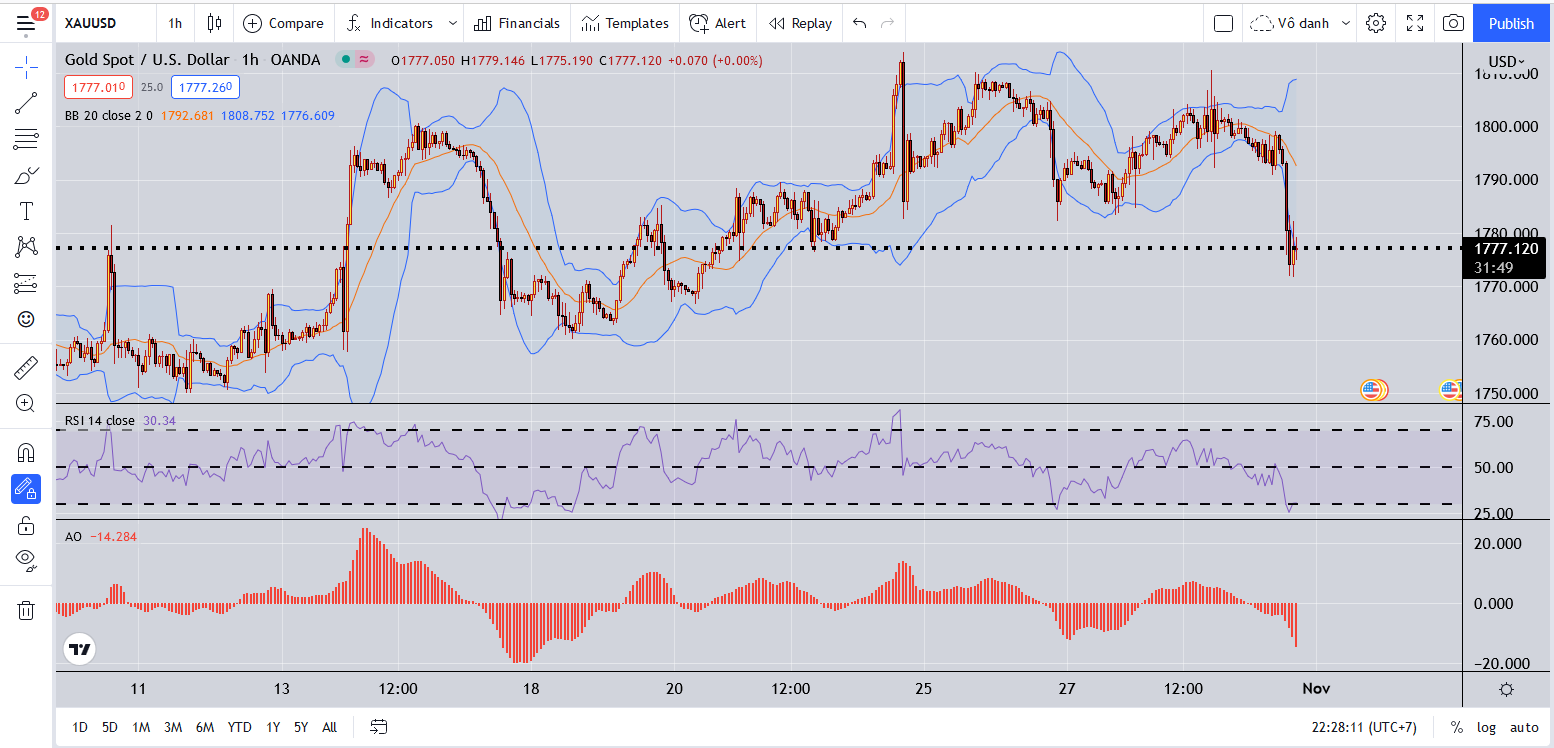 12
XAUUSD 1h Compare Indicators Financials Templates Alert Replay Vô danh Publish
Gold Spot / U.S. Dollar 1h OANDA ≈ O1777.050 H1779.146 L1775.190 C1777.120 +0.070 (+0.00%) USD
1777.010 25.0 1777.260
BB 20 close 2 0 1792.681 1808.752 1776.609
1810.000
1800.000
1790.000
1780.000
1777.120
31:49
1770.000
1760.000
1750.000
RSI 14 close 30.34
75.00
50.00
25.00
AO −14.284
20.000
0.000
−20.000
11 13 12:00 18 20 12:00 25 27 12:00 Nov
1D 5D 1M 3M 6M YTD 1Y 5Y All 22:28:11 (UTC+7) % log auto